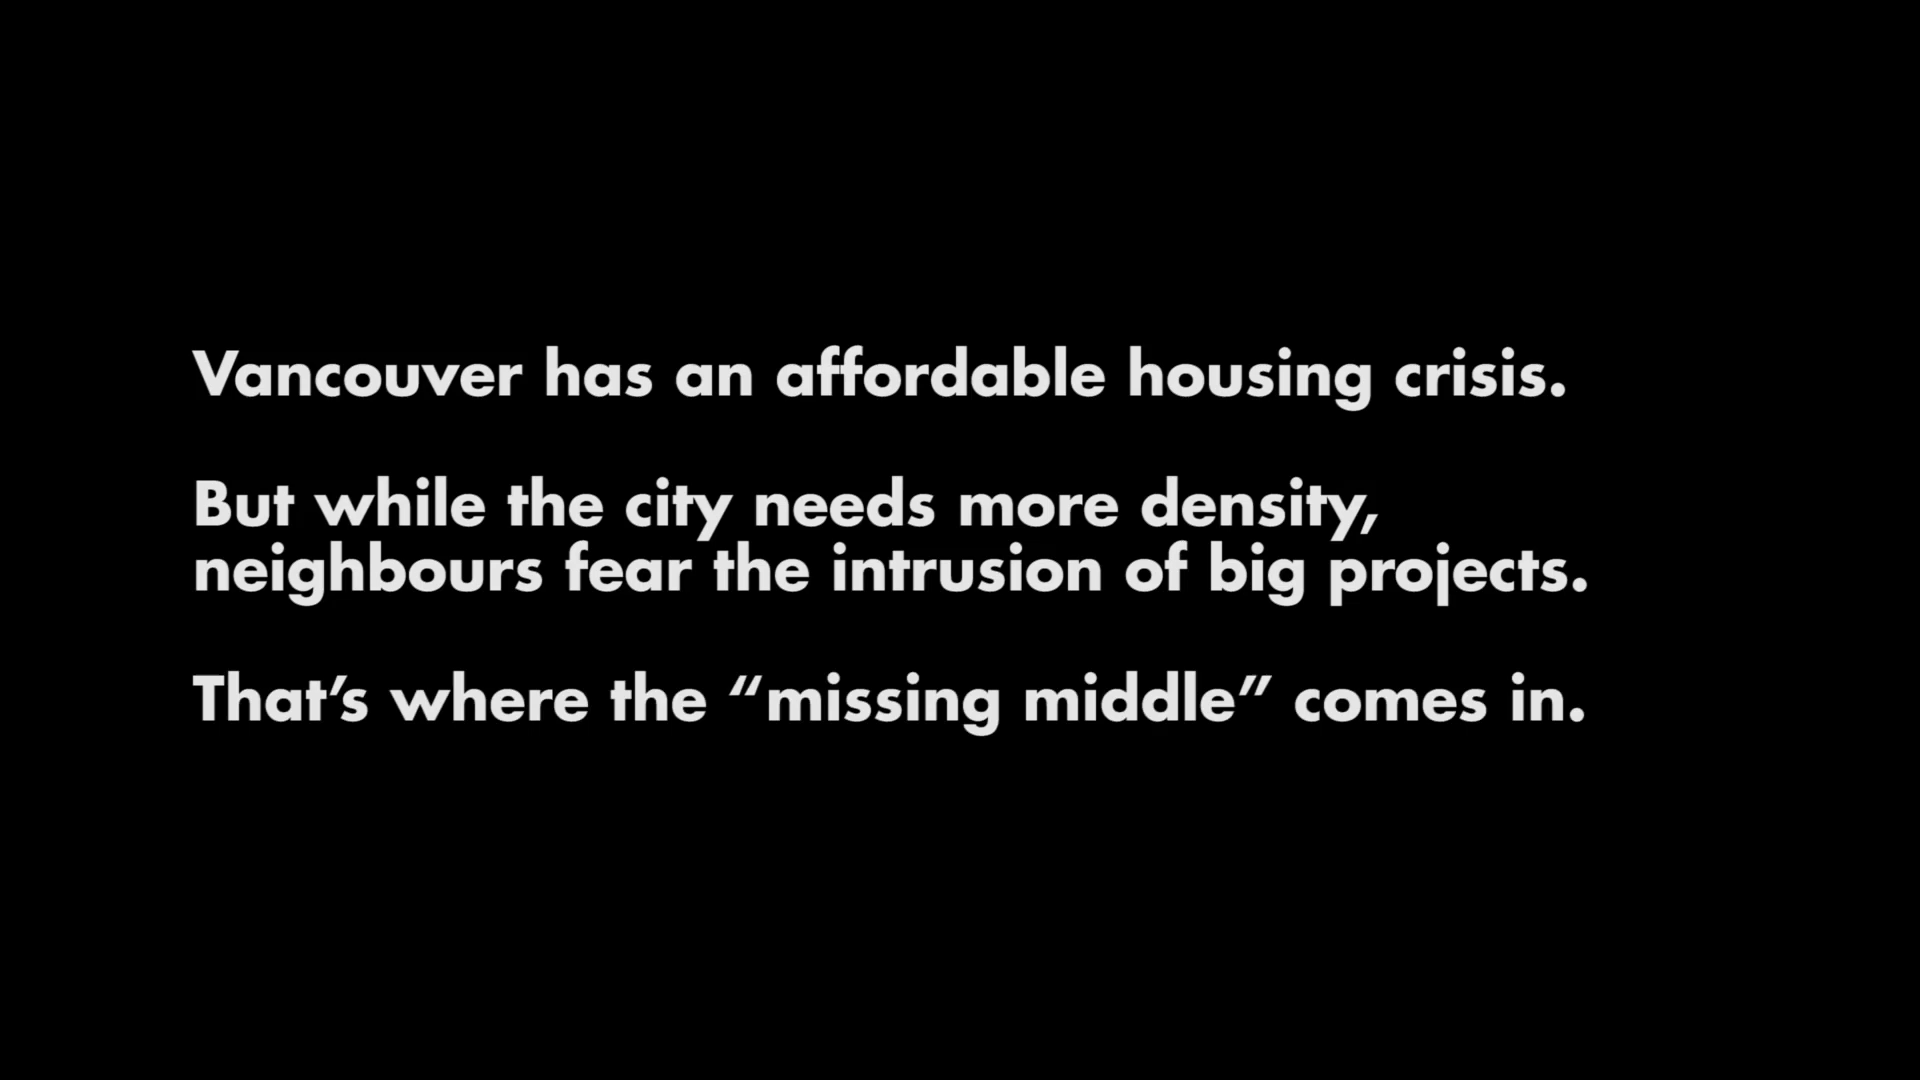 Vancouver has an affordable housing crisis.
But while the city needs more density,
neighbours fear the intrusion of big projects.
That’s where the “missing middle” comes in.